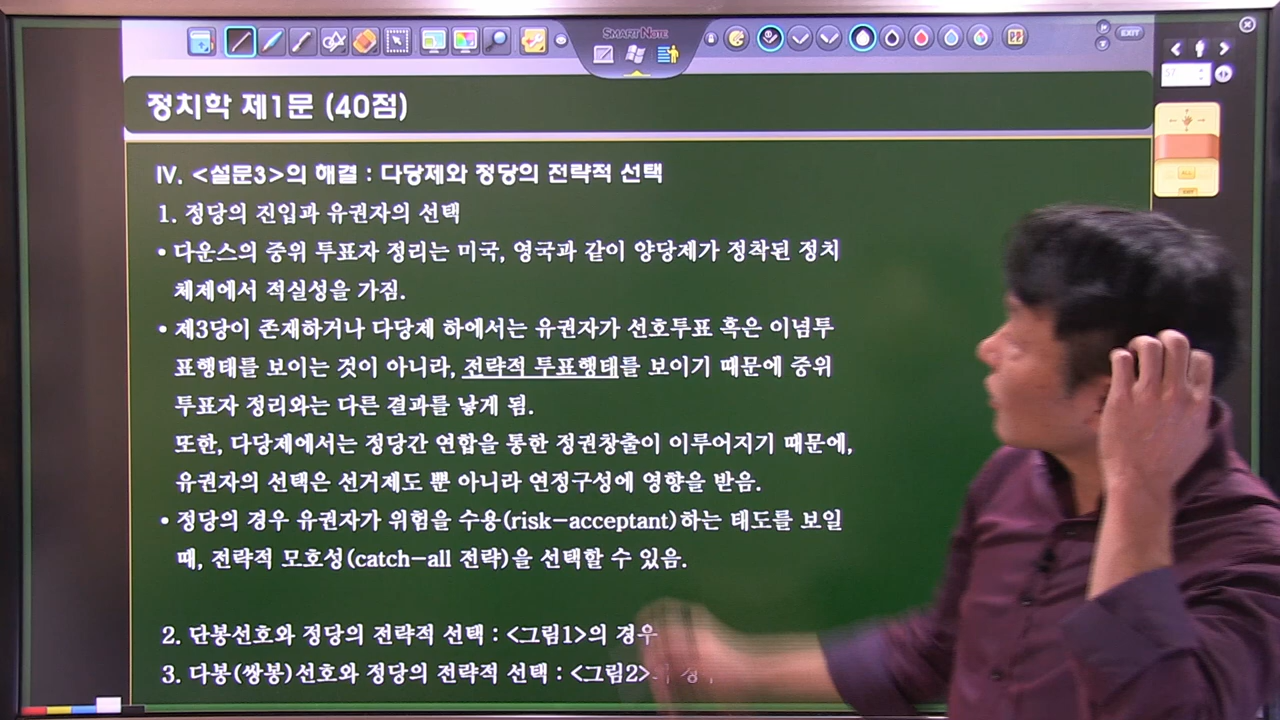 SMART NOTE
EXIT
57
정치학 제1문 (40점)
IV. <설문3>의 해결 : 다당제와 정당의 전략적 선택
1. 정당의 진입과 유권자의 선택
• 다운스의 중위 투표자 정리는 미국, 영국과 같이 양당제가 정착된 정치
체제에서 적실성을 가짐.
• 제3당이 존재하거나 다당제 하에서는 유권자가 선호투표 혹은 이념투
표행태를 보이는 것이 아니라, 전략적 투표행태를 보이기 때문에 중위
투표자 정리와는 다른 결과를 낳게 됨.
또한, 다당제에서는 정당간 연합을 통한 정권창출이 이루어지기 때문에,
유권자의 선택은 선거제도 뿐 아니라 연정구성에 영향을 받음.
• 정당의 경우 유권자가 위험을 수용(risk-acceptant)하는 태도를 보일
때, 전략적 모호성(catch-all 전략)을 선택할 수 있음.
2. 단봉선호와 정당의 전략적 선택 : <그림1>의 경우
3. 다봉(쌍봉)선호와 정당의 전략적 선택 : <그림2>